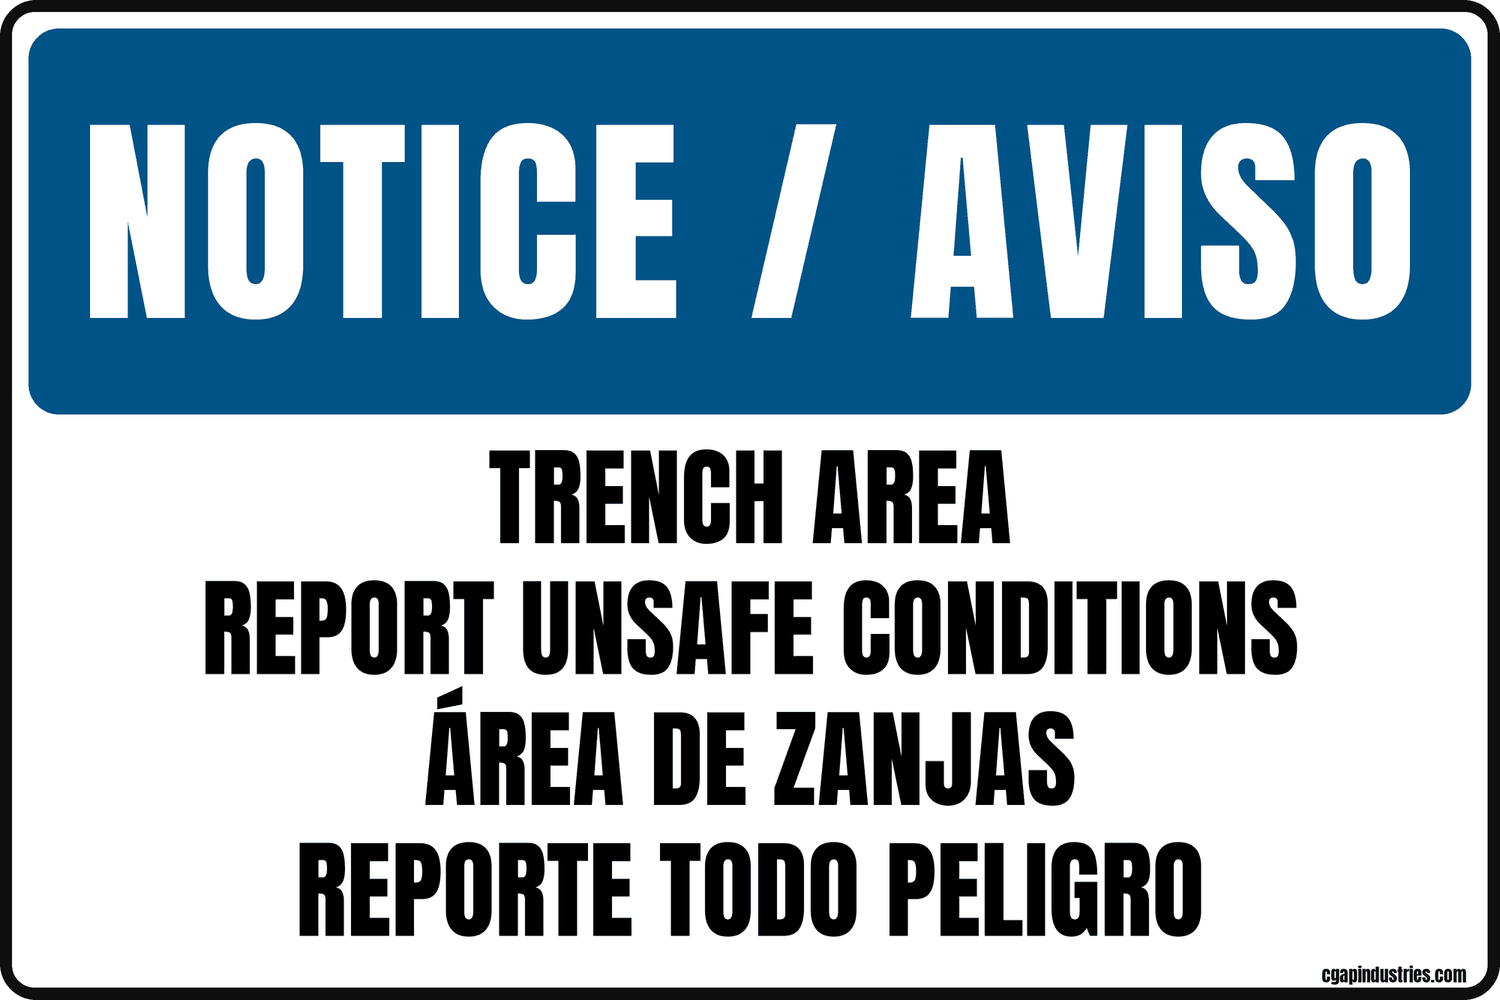 NOTICE / AVISO
TRENCH AREA
REPORT UNSAFE CONDITIONS
ÁREA DE ZANJAS
REPORTE TODO PELIGRO
cgapindustries.com